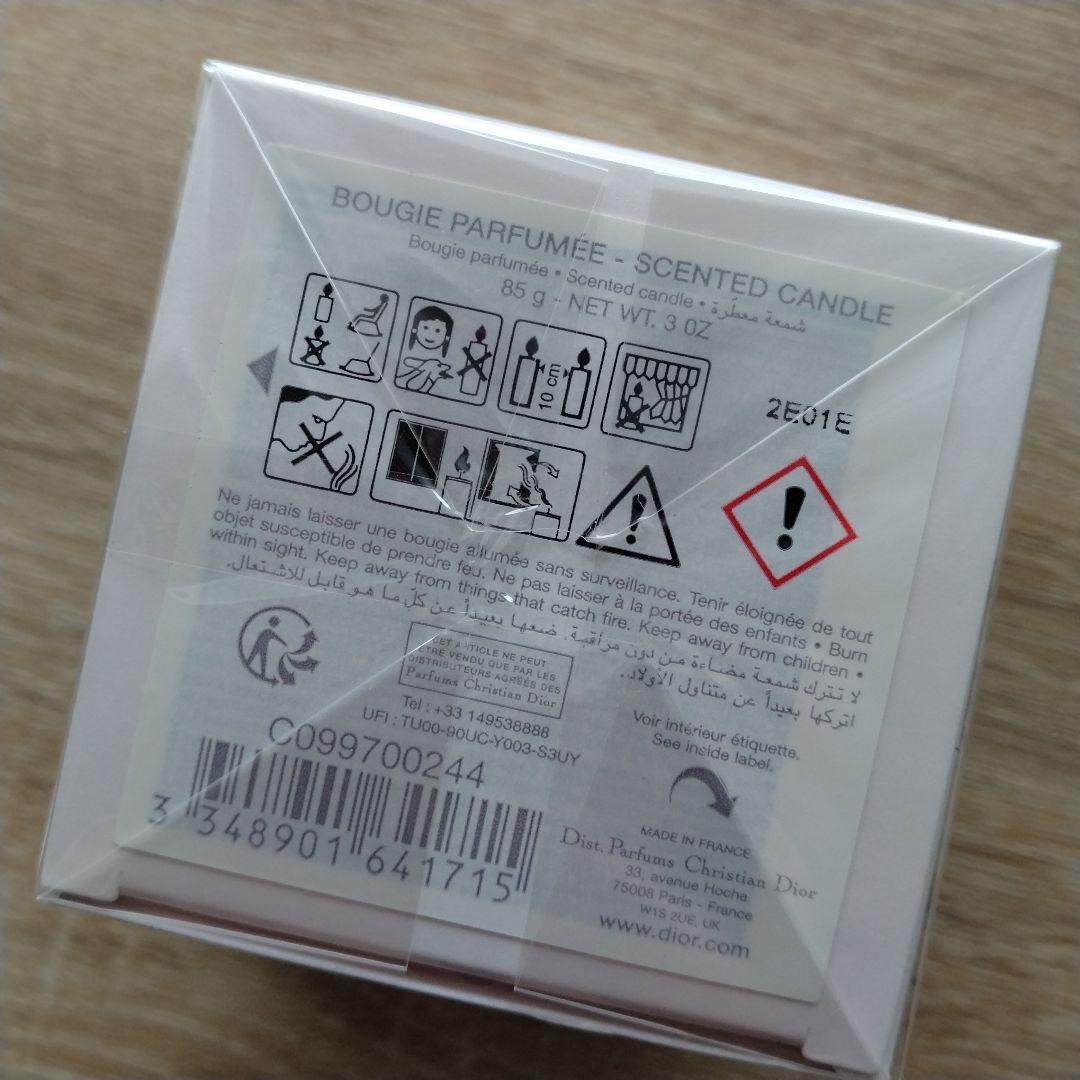 BOUGIE PARFUMÉE - SCENTED CANDLE
Bougie parfumée • Scented candle • شمعة معطّرة
85 g - NET WT. 3 OZ
10 cm
2E01E
Ne jamais laisser une bougie allumée sans surveillance. Tenir éloignée de tout
objet susceptible de prendre feu. Ne pas laisser à la portée des enfants • Burn
within sight. Keep away from things that catch fire. Keep away from children •
لا تترك شمعة مضاءة من دون مراقبة. ضعها بعيداً عن كلّ ما هو قابل للاشتعال.
اتركها بعيداً عن متناول الأولاد.
CET ARTICLE NE PEUT
ÊTRE VENDU QUE PAR LES
DISTRIBUTEURS AGRÉÉS DES
Parfums Christian Dior
Tel : +33 149538888
UFI : TU00-90UC-Y003-S3UY
C099700244
3 348901 641715
Voir intérieur étiquette.
See inside label.
MADE IN FRANCE
Dist. Parfums Christian Dior
33, avenue Hoche
75008 Paris - France
W1S 2UE, UK
www.dior.com